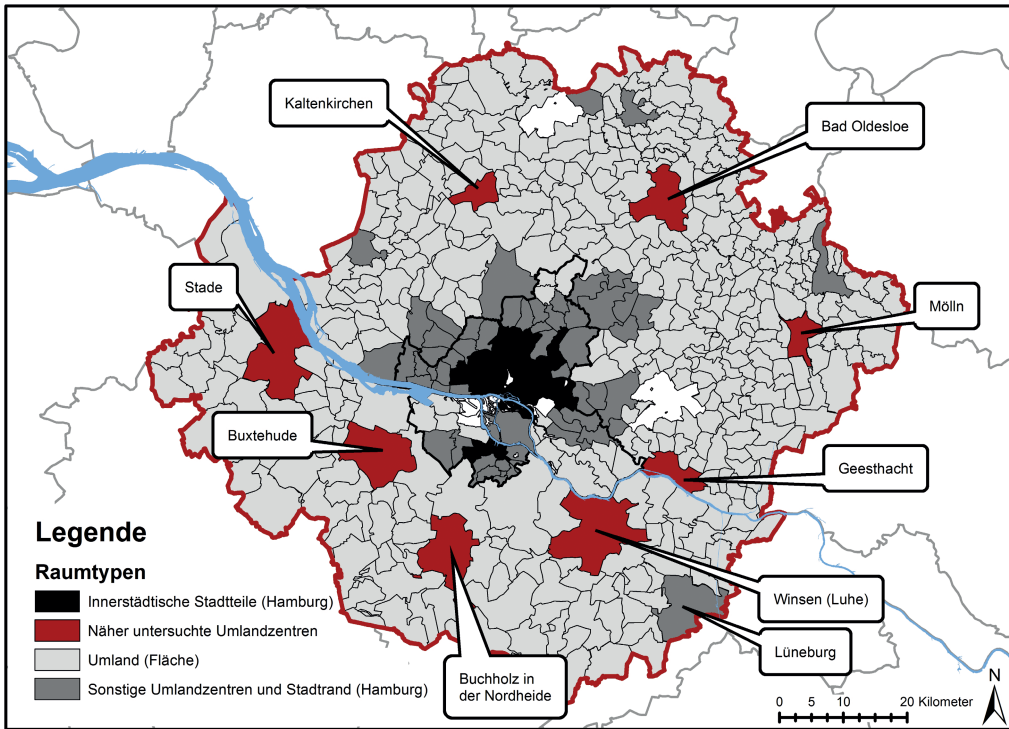 Kaltenkirchen
Bad Oldesloe
Stade
Mölln
Buxtehude
Geesthacht
Winsen (Luhe)
Lüneburg
Buchholz in
der Nordheide
Legende
Raumtypen
Innerstädtische Stadtteile (Hamburg)
Näher untersuchte Umlandzentren
Umland (Fläche)
Sonstige Umlandzentren und Stadtrand (Hamburg)
N
0 5 10 20 Kilometer